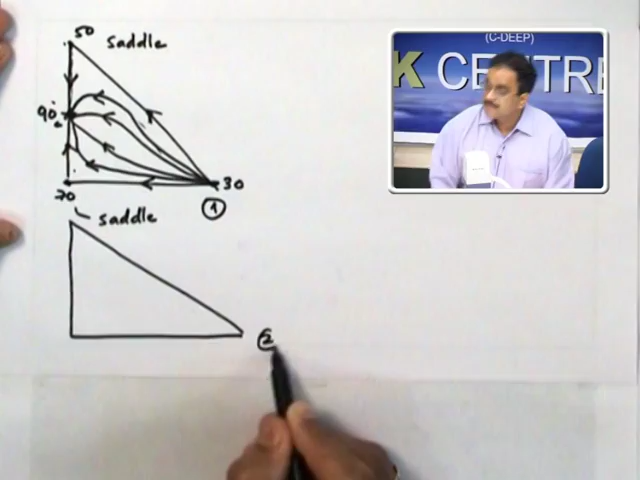 50 saddle
90°C
70
30
①
saddle
②
(C-DEEP)
K CENTRE